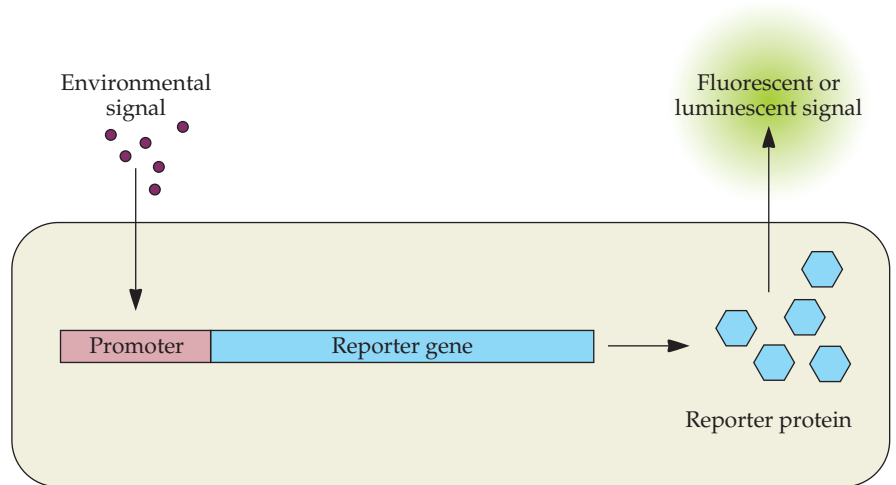 Environmental
signal
Fluorescent or
luminescent signal
Promoter
Reporter gene
Reporter protein